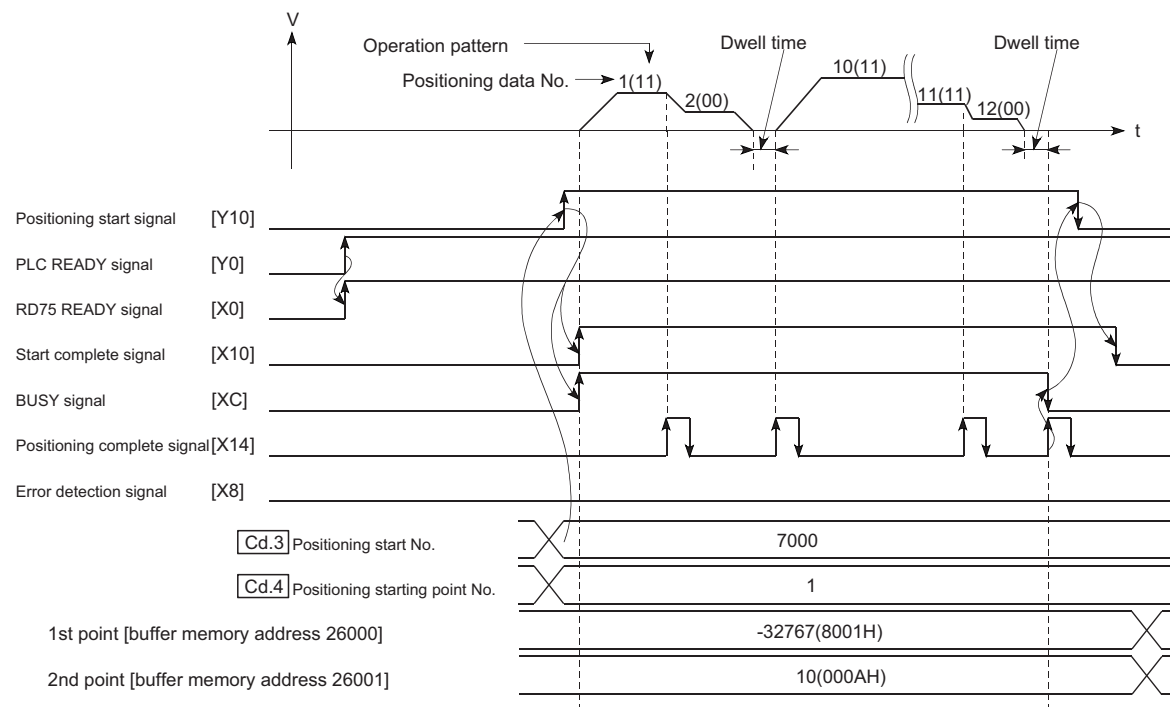 V
Operation pattern
Dwell time
Dwell time
Positioning data No.
1(11)
2(00)
10(11)
11(11)
12(00)
t
Positioning start signal [Y10]
PLC READY signal [Y0]
RD75 READY signal [X0]
Start complete signal [X10]
BUSY signal [XC]
Positioning complete signal [X14]
Error detection signal [X8]
Cd.3 Positioning start No. 7000
Cd.4 Positioning starting point No. 1
1st point [buffer memory address 26000] -32767(8001H)
2nd point [buffer memory address 26001] 10(000AH)